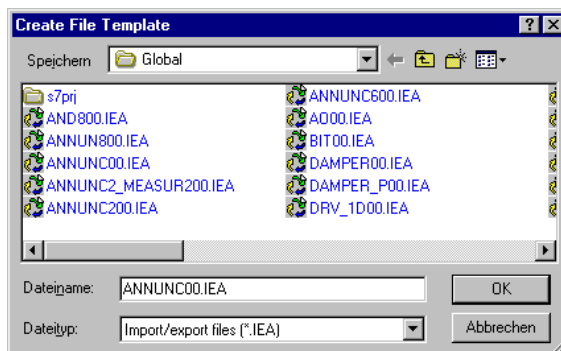 Create File Template
Speichern
Global
s7prj
AND800.IEA
ANNUN800.IEA
ANNUNC00.IEA
ANNUNC2_MEASUR200.IEA
ANNUNC200.IEA
ANNUNC600.IEA
AO00.IEA
BIT00.IEA
DAMPER00.IEA
DAMPER_P00.IEA
DRV_1D00.IEA
Dateiname:
ANNUNC00.IEA
OK
Dateityp:
Import/export files (*.IEA)
Abbrechen